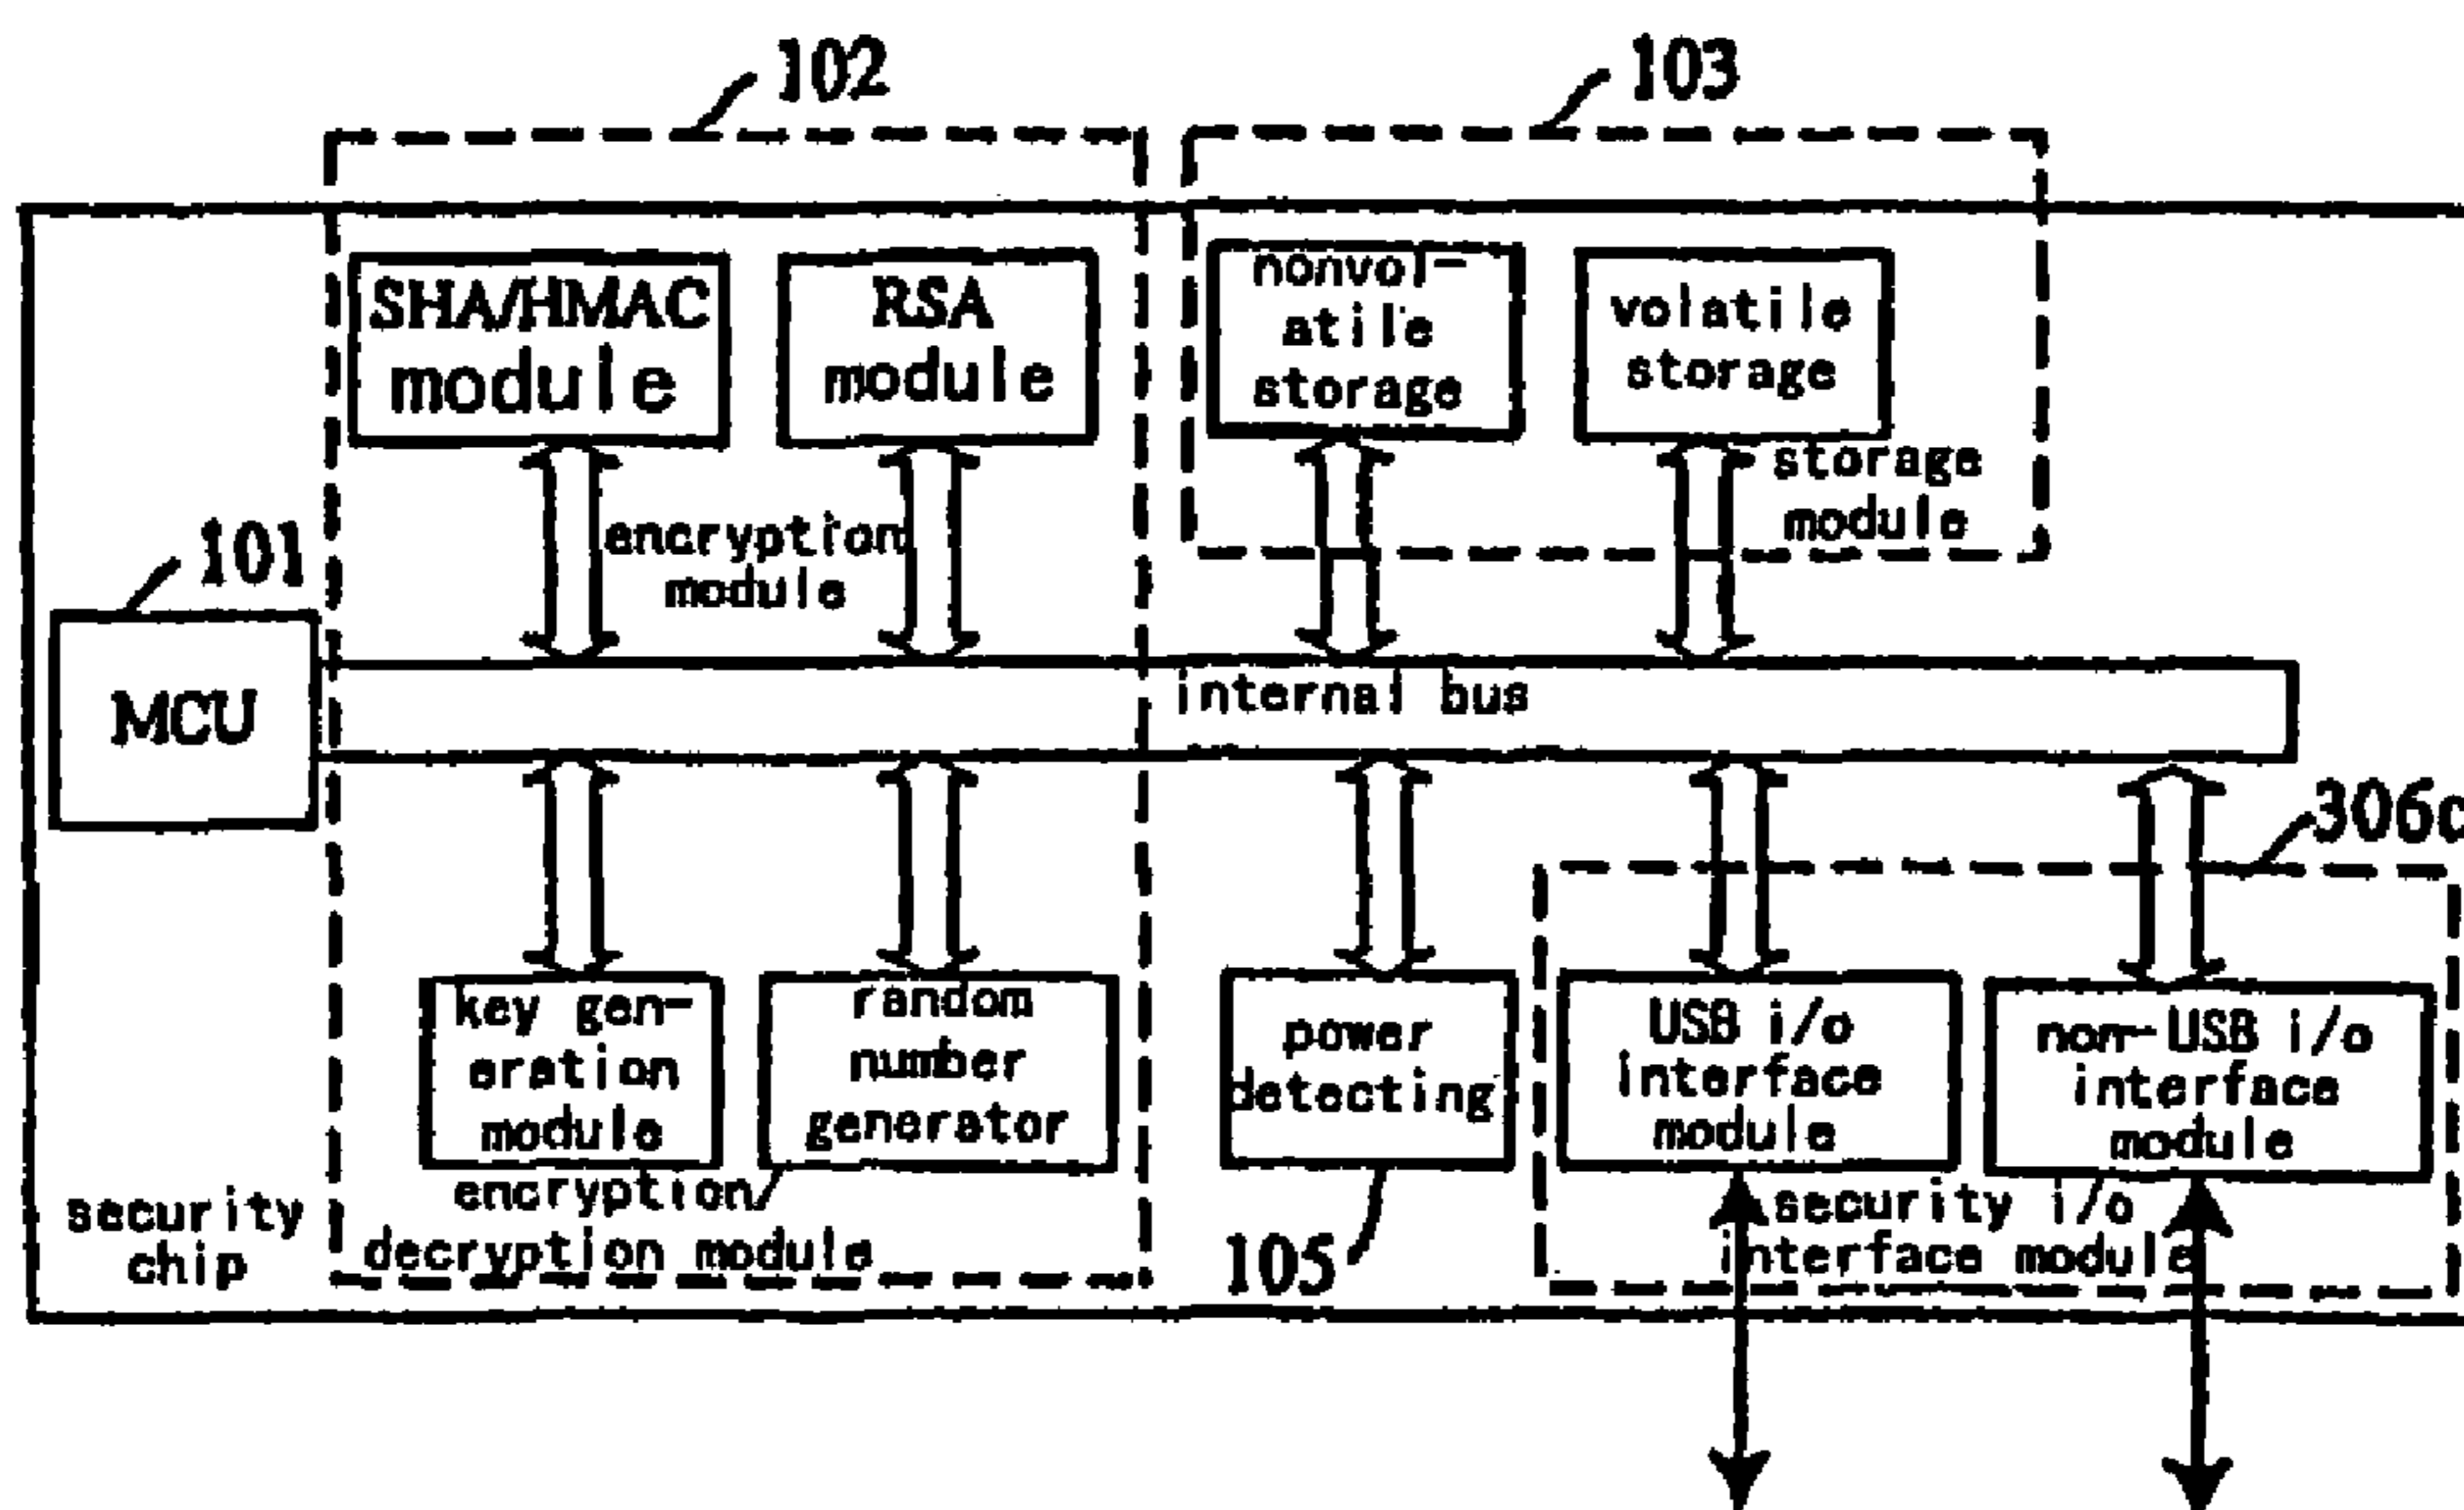 102
103
SHA/HMAC
module
RSA
module
nonvol-
atile
storage
volatile
storage
storage
module
encryption
module
101
MCU
internal bus
306c
key gen-
eration
module
random
number
generator
power
detecting
USB i/o
interface
module
non-USB i/o
interface
module
encryption/
decryption module
security
chip
105
security i/o
interface module